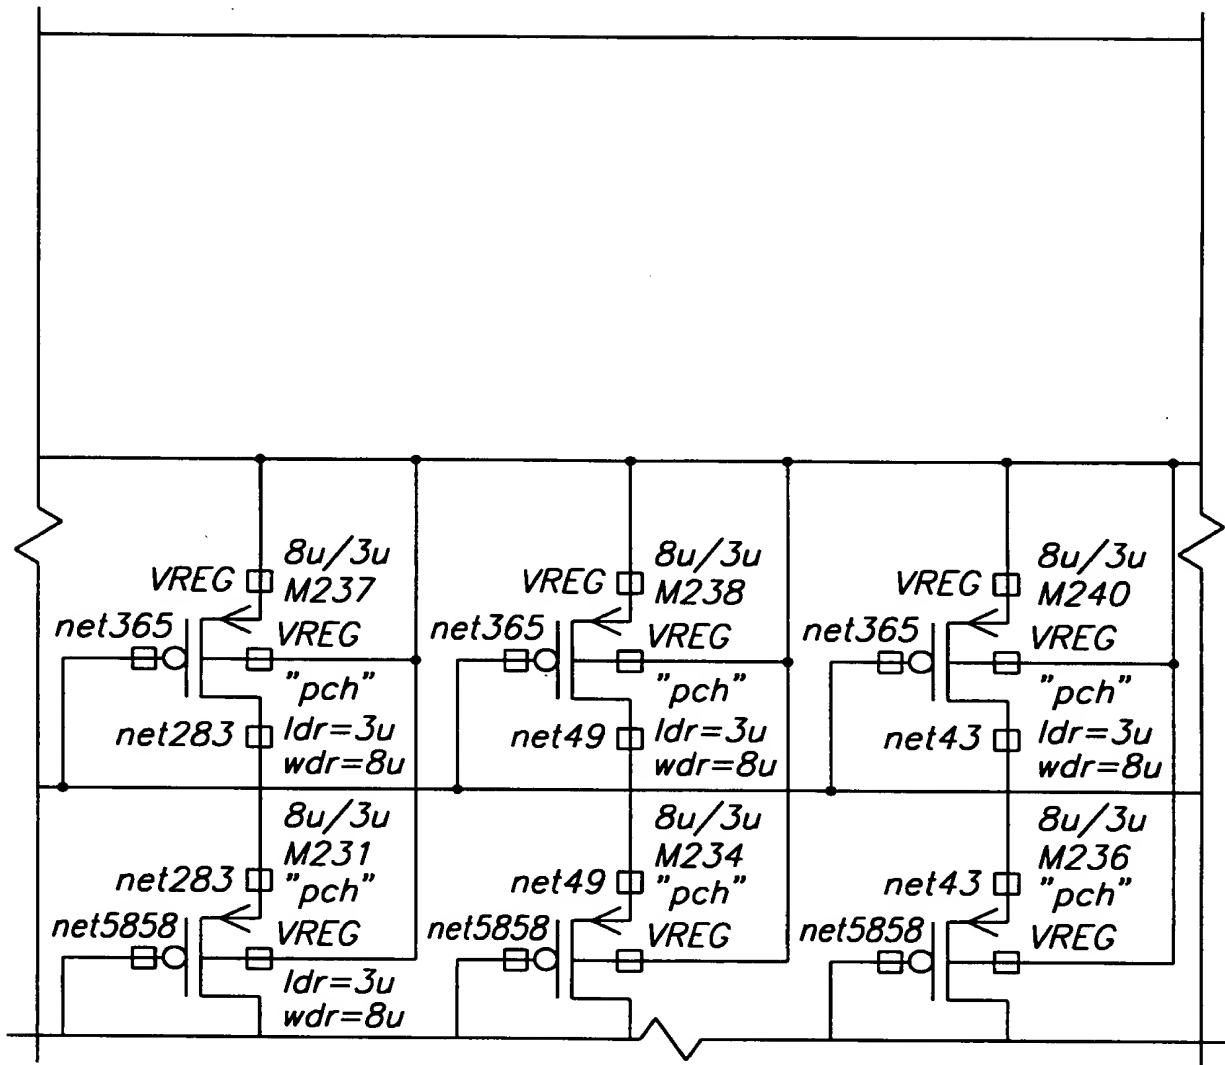 8u/3u
VREG
M237
net365
VREG
"pch"
net283
ldr=3u
wdr=8u
8u/3u
VREG
M238
net365
VREG
"pch"
net49
ldr=3u
wdr=8u
8u/3u
VREG
M240
net365
VREG
"pch"
net43
ldr=3u
wdr=8u
8u/3u
M231
net283
"pch"
net5858
VREG
ldr=3u
wdr=8u
8u/3u
M234
net49
"pch"
net5858
VREG
8u/3u
M236
net43
"pch"
net5858
VREG